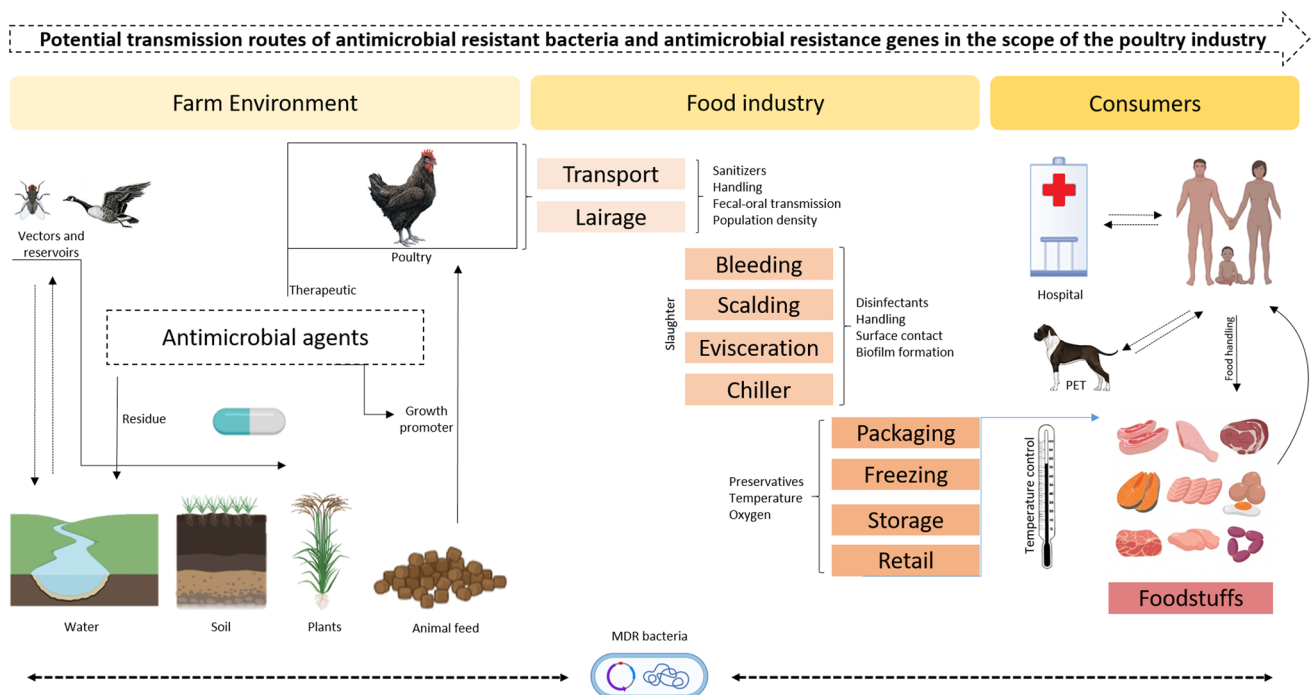 Potential transmission routes of antimicrobial resistant bacteria and antimicrobial resistance genes in the scope of the poultry industry
Farm Environment
Food industry
Consumers
Vectors and
reservoirs
Poultry
Therapeutic
Antimicrobial agents
Residue
Growth
promoter
Water
Soil
Plants
Animal feed
Transport
Lairage
Sanitizers
Handling
Fecal-oral transmission
Population density
Slaughter
Bleeding
Scalding
Evisceration
Chiller
Disinfectants
Handling
Surface contact
Biofilm formation
Preservatives
Temperature
Oxygen
Packaging
Freezing
Storage
Retail
Hospital
PET
Food handling
Temperature control
Foodstuffs
MDR bacteria